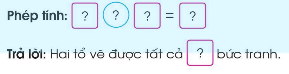 Phép tính: ? ? ? = ?
Trả lời: Hai tổ vẽ được tất cả ? bức tranh.